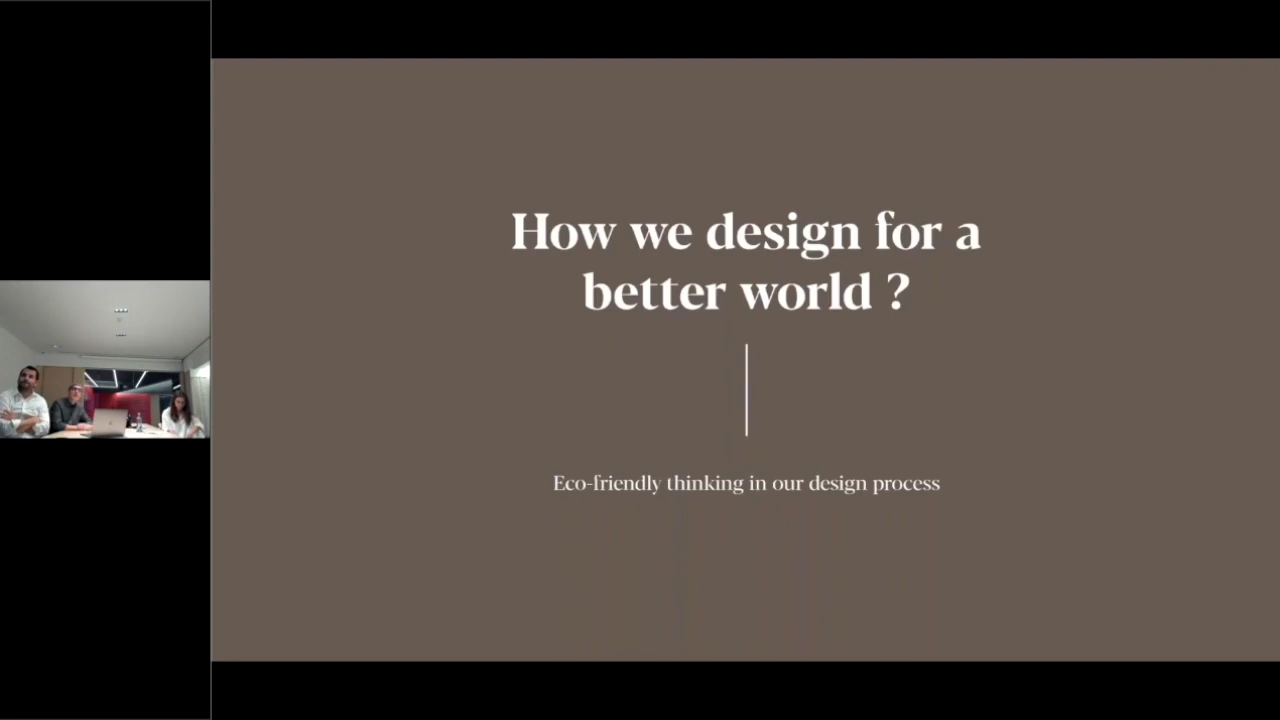 How we design for a
better world ?
Eco-friendly thinking in our design process